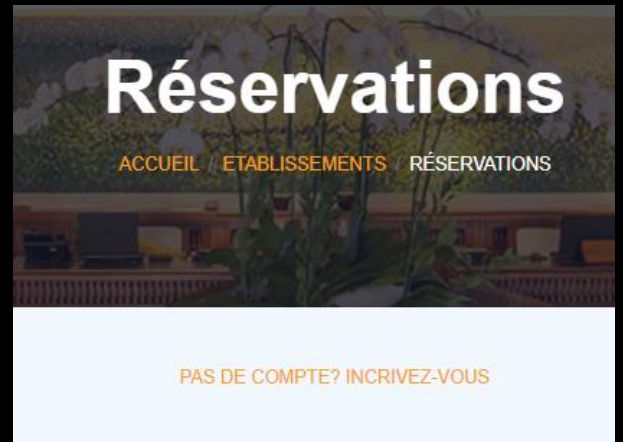 Réservations
ACCUEIL / ETABLISSEMENTS / RÉSERVATIONS
PAS DE COMPTE? INCRIVEZ-VOUS